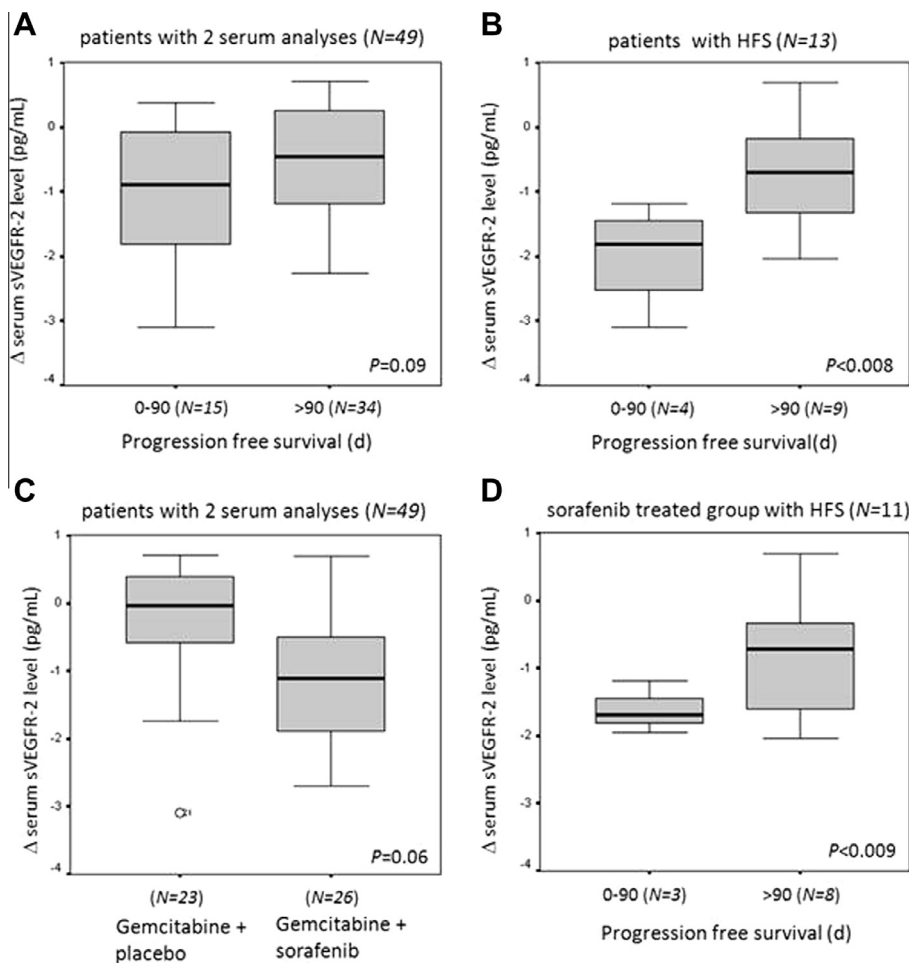 A
patients with 2 serum analyses (N=49)
Δ serum sVEGFR-2 level (pg/mL)
1
0
-1
-2
-3
-4
P=0.09
0-90 (N=15)
>90 (N=34)
Progression free survival (d)
B
patients with HFS (N=13)
Δ serum sVEGFR-2 level (pg/mL)
1
0
-1
-2
-3
-4
P<0.008
0-90 (N=4)
>90 (N=9)
Progression free survival(d)
C
patients with 2 serum analyses (N=49)
Δ serum sVEGFR-2 level (pg/mL)
1
0
-1
-2
-3
-4
P=0.06
(N=23)
(N=26)
Gemcitabine +
placebo
Gemcitabine +
sorafenib
D
sorafenib treated group with HFS (N=11)
Δ serum sVEGFR-2 level (pg/mL)
1
0
-1
-2
-3
-4
P<0.009
0-90 (N=3)
>90 (N=8)
Progression free survival (d)